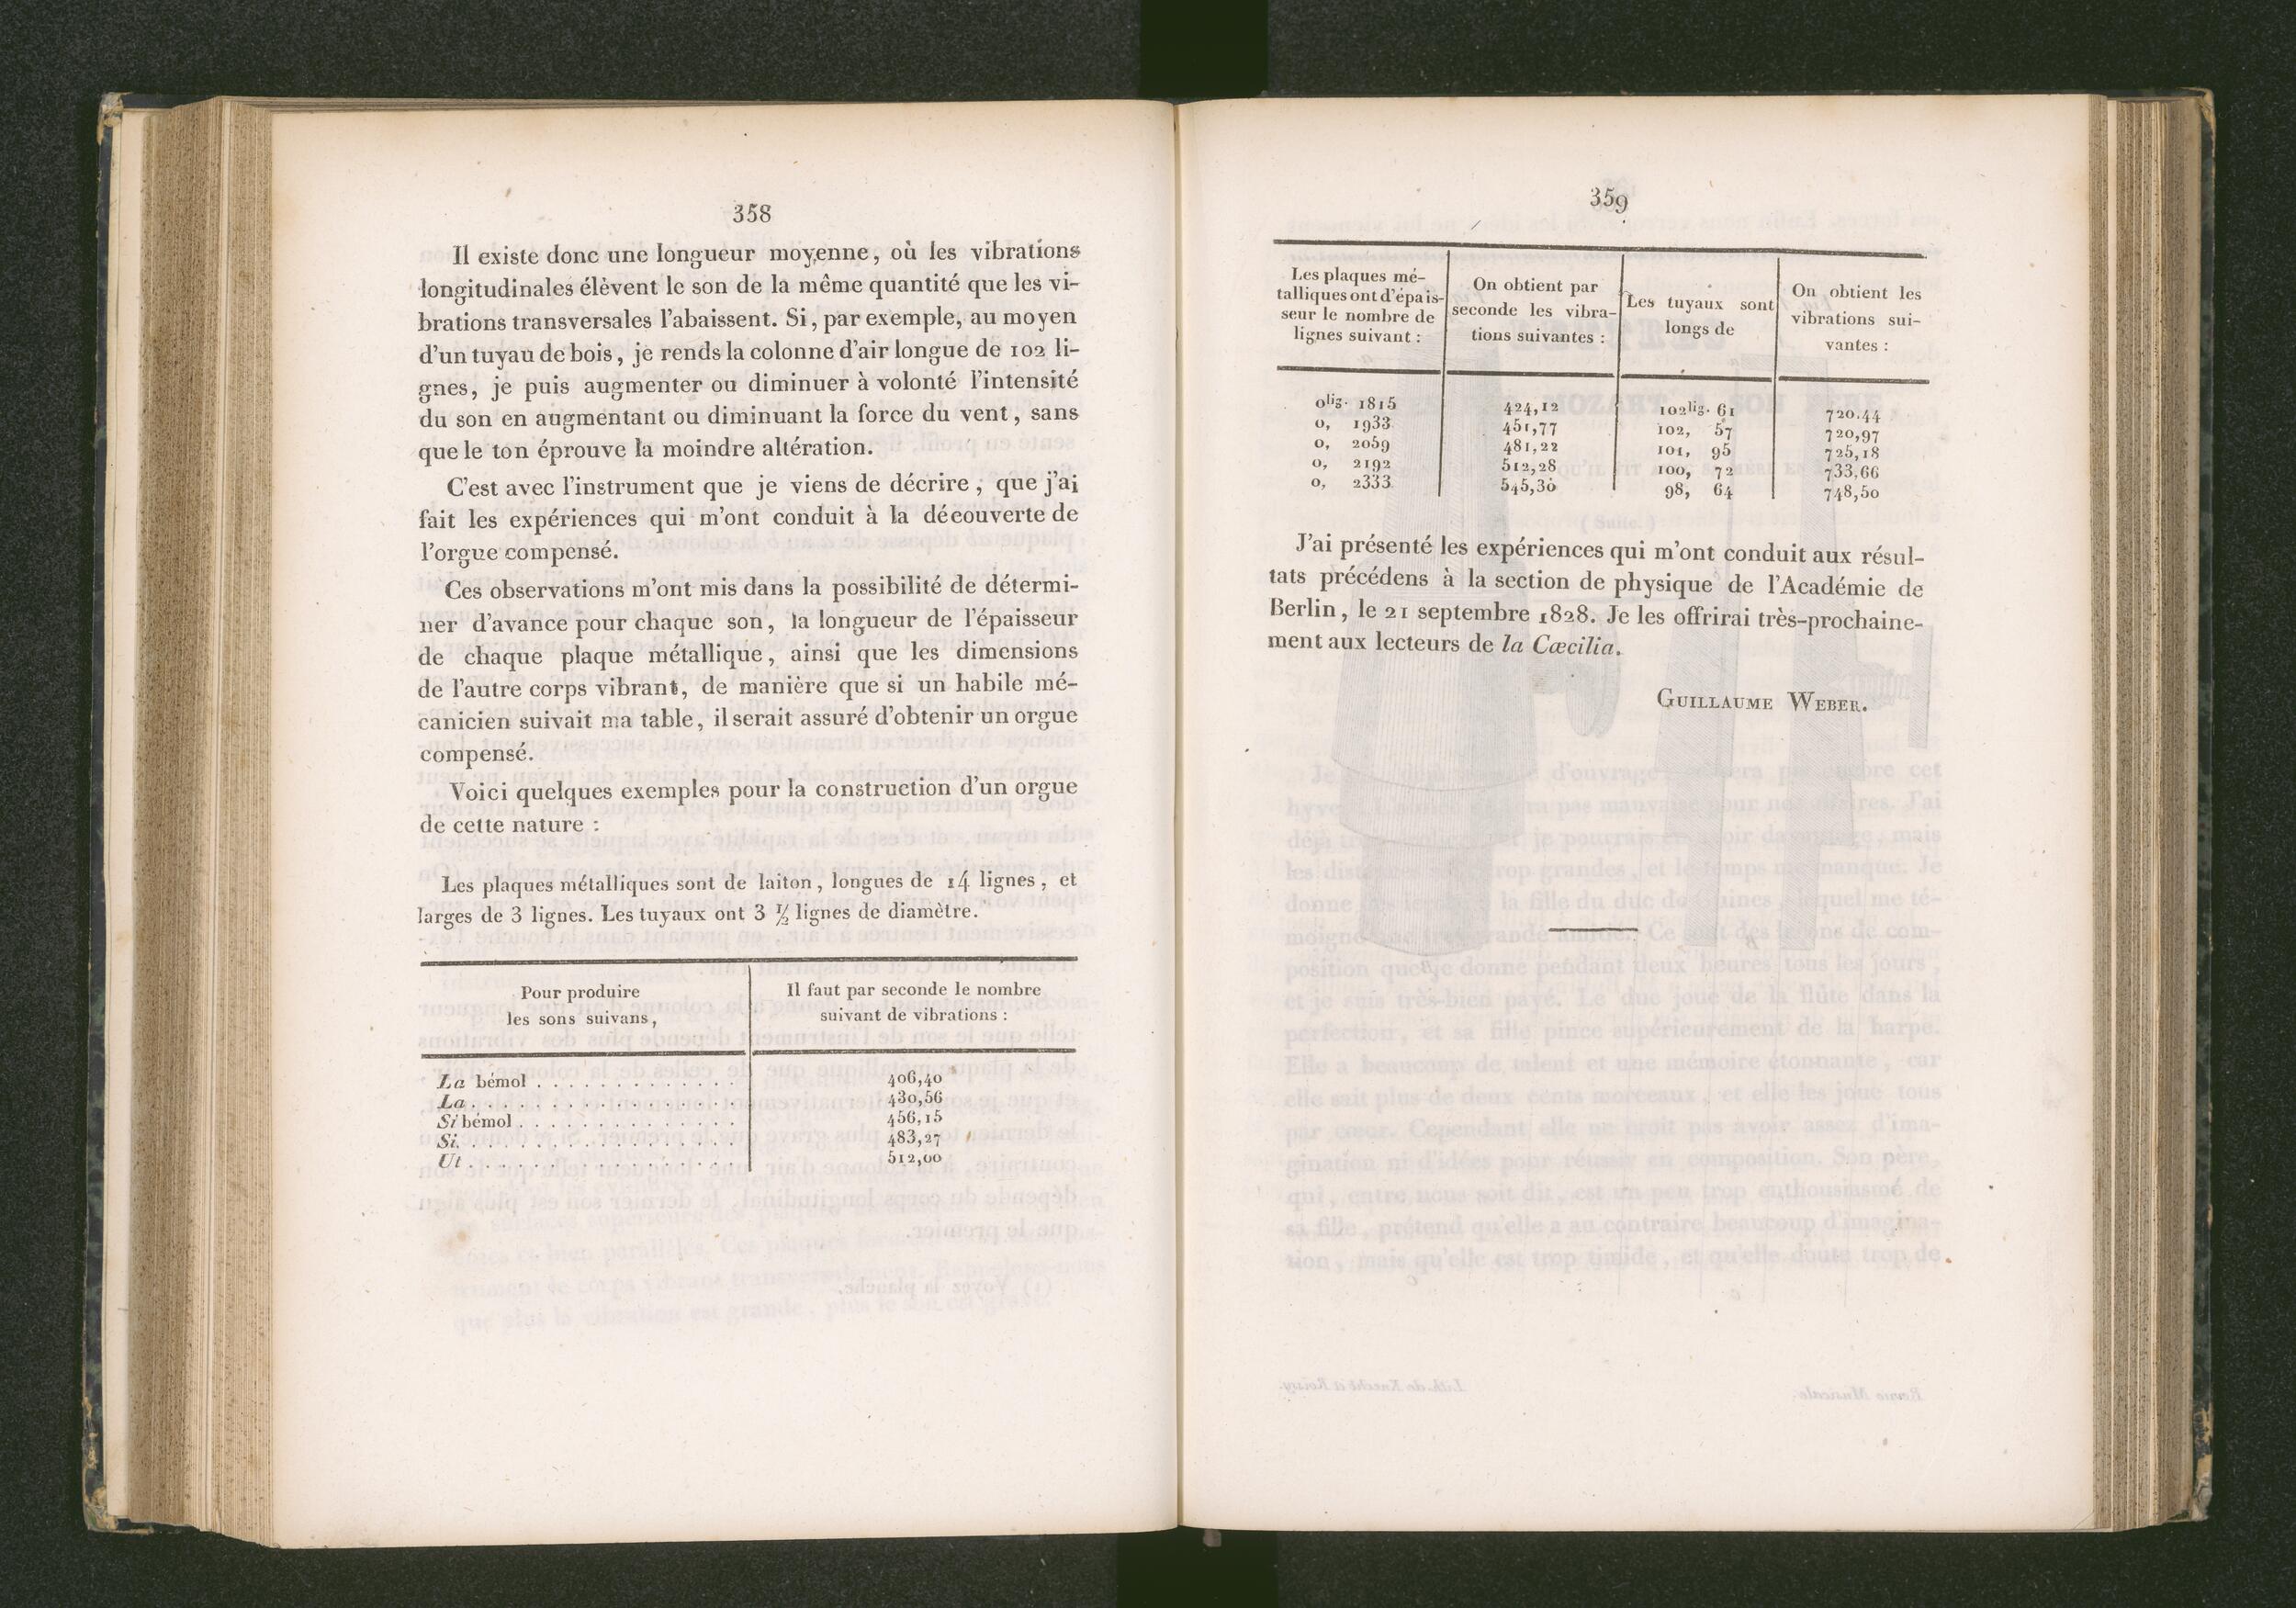 358
Il existe donc une longueur moyenne, où les vibrations
longitudinales élèvent le son de la même quantité que les vi-
brations transversales l'abaissent. Si, par exemple, au moyen
d'un tuyau de bois, je rends la colonne d'air longue de 102 li-
gnes, je puis augmenter ou diminuer à volonté l'intensité
du son en augmentant ou diminuant la force du vent, sans
que le ton éprouve la moindre altération.
C'est avec l'instrument que je viens de décrire, que j'ai
fait les expériences qui m'ont conduit à la découverte de
l'orgue compensé.
Ces observations m'ont mis dans la possibilité de détermi-
ner d'avance pour chaque son, la longueur de l'épaisseur
de chaque plaque métallique, ainsi que les dimensions
de l'autre corps vibrant, de manière que si un habile mé-
canicien suivait ma table, il serait assuré d'obtenir un orgue
compensé.
Voici quelques exemples pour la construction d'un orgue
de cette nature :
Les plaques métalliques sont de laiton, longues de 14 lignes, et
larges de 3 lignes. Les tuyaux ont 3 ½ lignes de diamètre.
Pour produire
les sons suivans,
Il faut par seconde le nombre
suivant de vibrations :
La bémol . . . . . . . . . . . . . 406,40
La . . . . . . . . . . . . . . . . . 430,56
Si bémol . . . . . . . . . . . . . . 456,15
Si. . . . . . . . . . . . . . . . . . 483,27
Ut . . . . . . . . . . . . . . . . . 512,00
359
Les plaques mé-
talliques ont d'épais-
seur le nombre de
lignes suivant :
On obtient par
seconde les vibra-
tions suivantes :
Les tuyaux sont
longs de
On obtient les
vibrations sui-
vantes :
0lig. 1815 424,12 102lig. 61 720.44
0, 1933 451,77 102, 57 720,97
0, 2059 481,22 101, 95 725,18
0, 2192 512,28 100, 72 733,66
0, 2333 545,30 98, 64 748,50
J'ai présenté les expériences qui m'ont conduit aux résul-
tats précédens à la section de physique de l'Académie de
Berlin, le 21 septembre 1828. Je les offrirai très-prochaine-
ment aux lecteurs de la Cæcilia.
GUILLAUME WEBER.